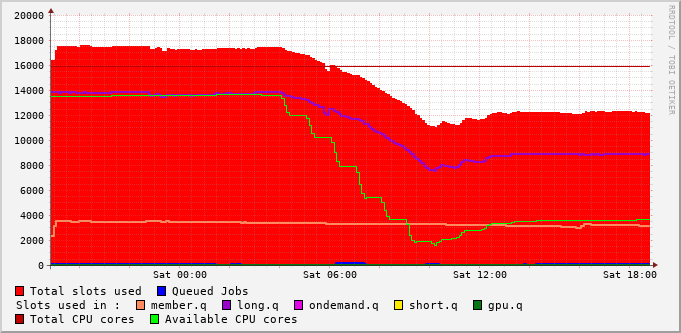 RRDTOOL / TOBI OETIKER
20000
18000
16000
14000
12000
10000
8000
6000
4000
2000
0
Sat 00:00 Sat 06:00 Sat 12:00 Sat 18:00
Total slots used Queued Jobs
Slots used in : member.q long.q ondemand.q short.q gpu.q
Total CPU cores Available CPU cores